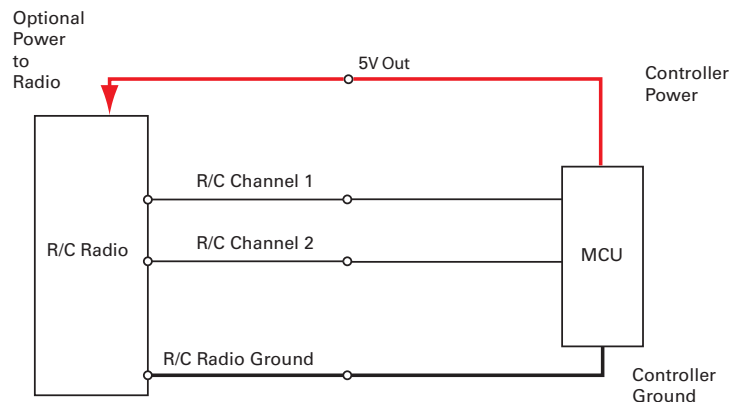 Optional
Power
to
Radio
5V Out
Controller
Power
R/C Channel 1
R/C Radio
R/C Channel 2
MCU
R/C Radio Ground
Controller
Ground